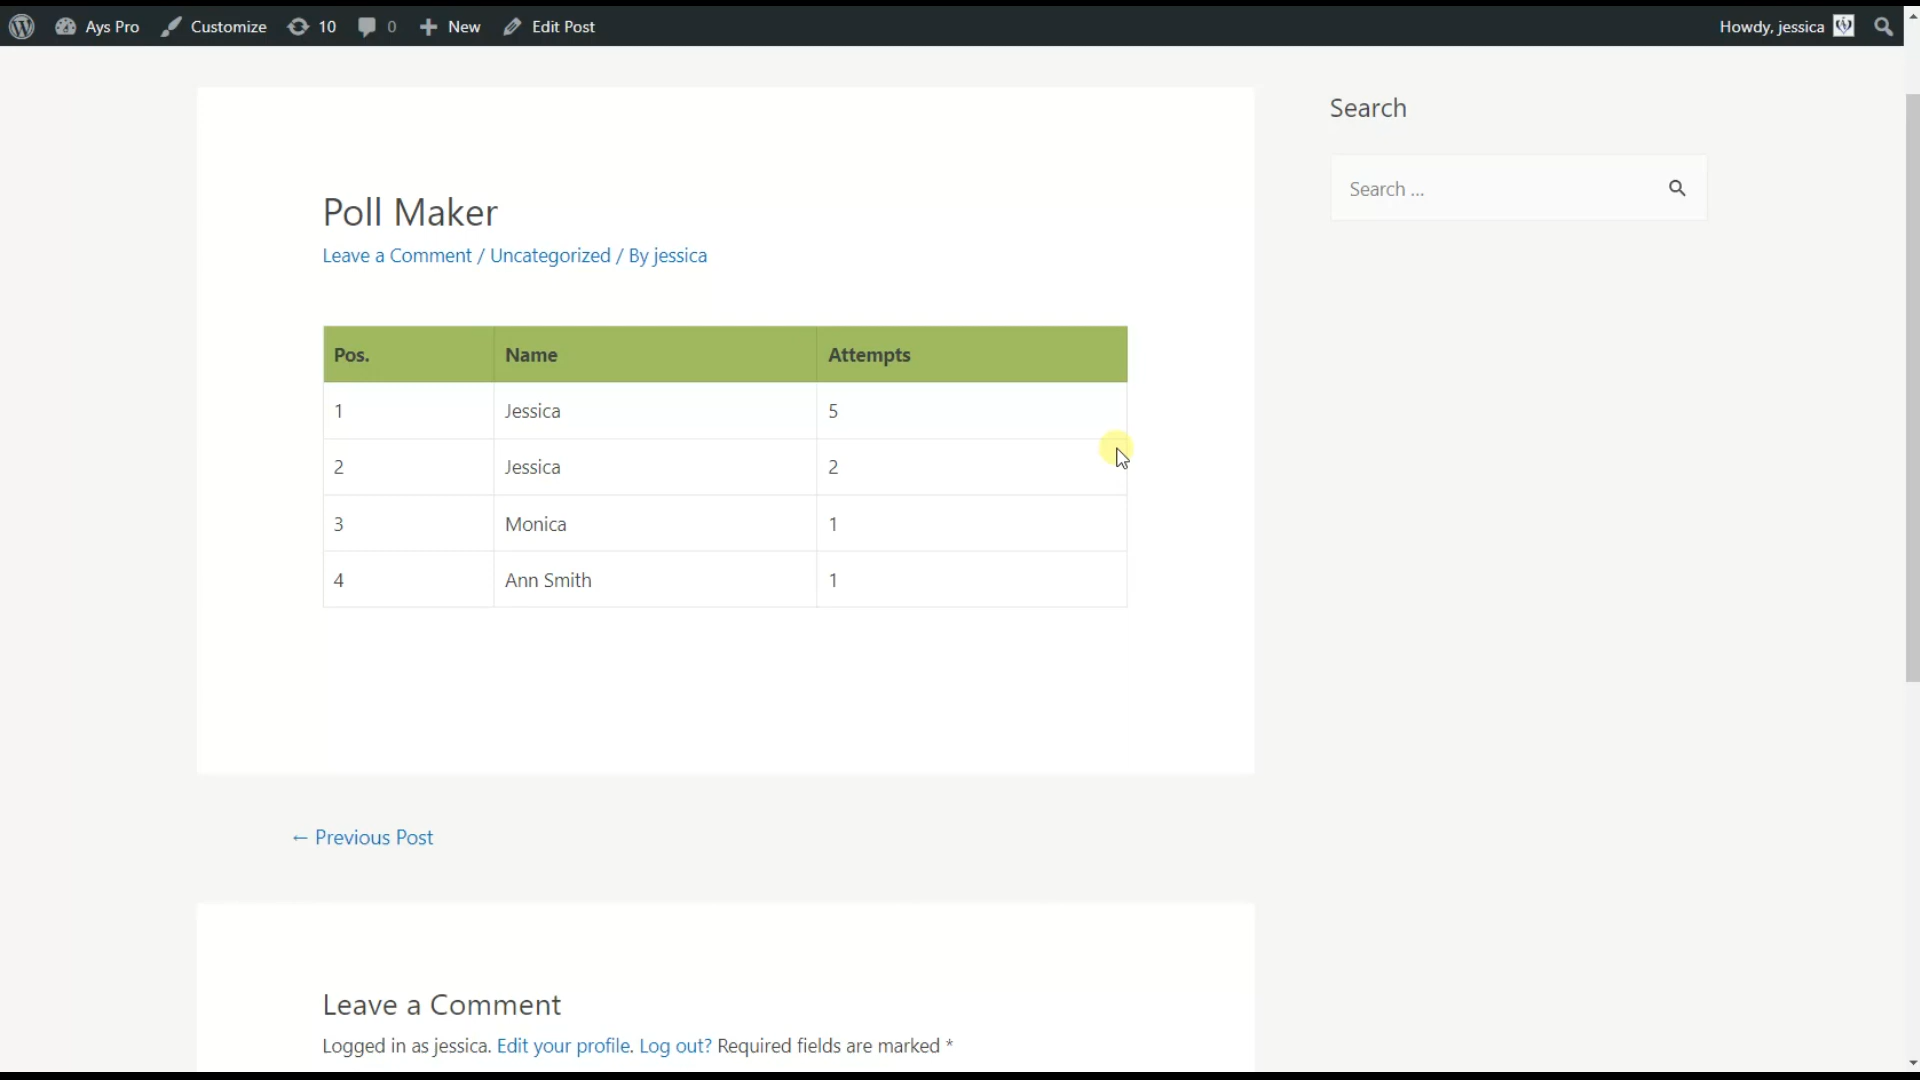 Ays Pro Customize 10 0 New Edit Post Howdy, jessica
Search
Search ...
Poll Maker
Leave a Comment / Uncategorized / By jessica
Pos. Name Attempts
1 Jessica 5
2 Jessica 2
3 Monica 1
4 Ann Smith 1
← Previous Post
Leave a Comment
Logged in as jessica. Edit your profile. Log out? Required fields are marked *